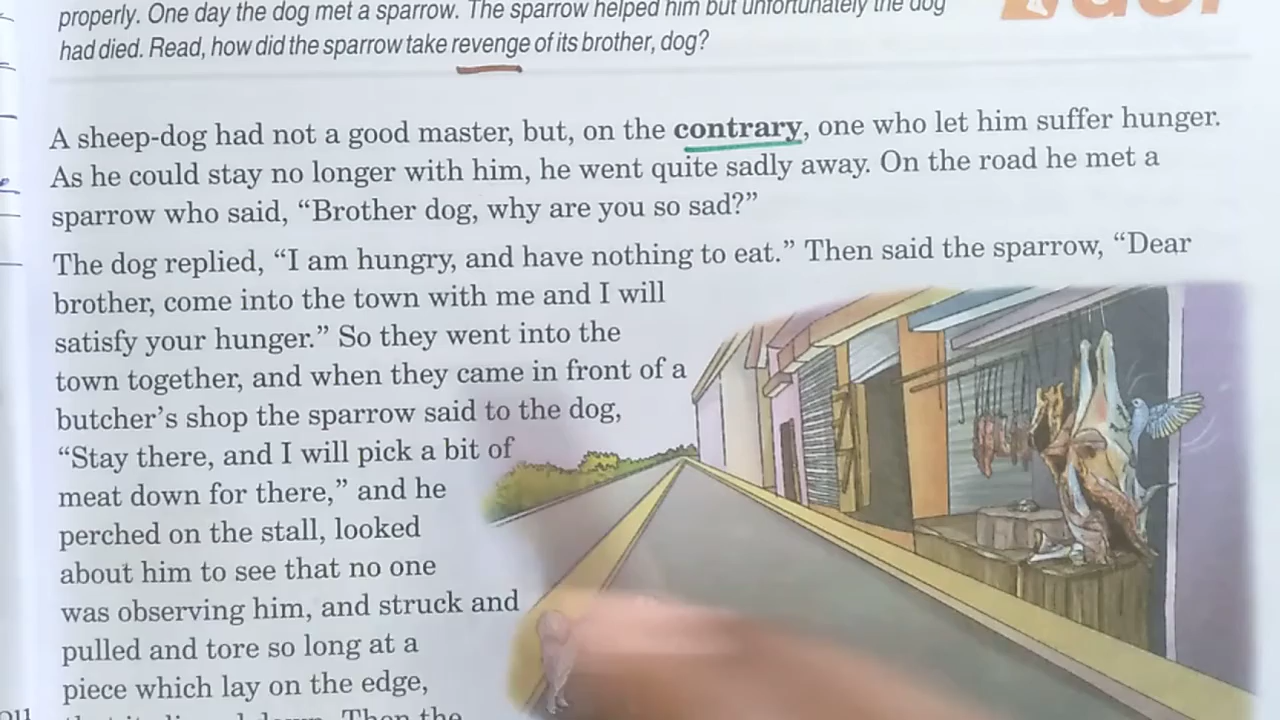 properly. One day the dog met a sparrow. The sparrow helped him but unfortunately the dog
had died. Read, how did the sparrow take revenge of its brother, dog?
A sheep-dog had not a good master, but, on the contrary, one who let him suffer hunger.
As he could stay no longer with him, he went quite sadly away. On the road he met a
sparrow who said, “Brother dog, why are you so sad?”
The dog replied, “I am hungry, and have nothing to eat.” Then said the sparrow, “Dear
brother, come into the town with me and I will
satisfy your hunger.” So they went into the
town together, and when they came in front of a
butcher’s shop the sparrow said to the dog,
“Stay there, and I will pick a bit of
meat down for there,” and he
perched on the stall, looked
about him to see that no one
was observing him, and struck and
pulled and tore so long at a
piece which lay on the edge,
Then the